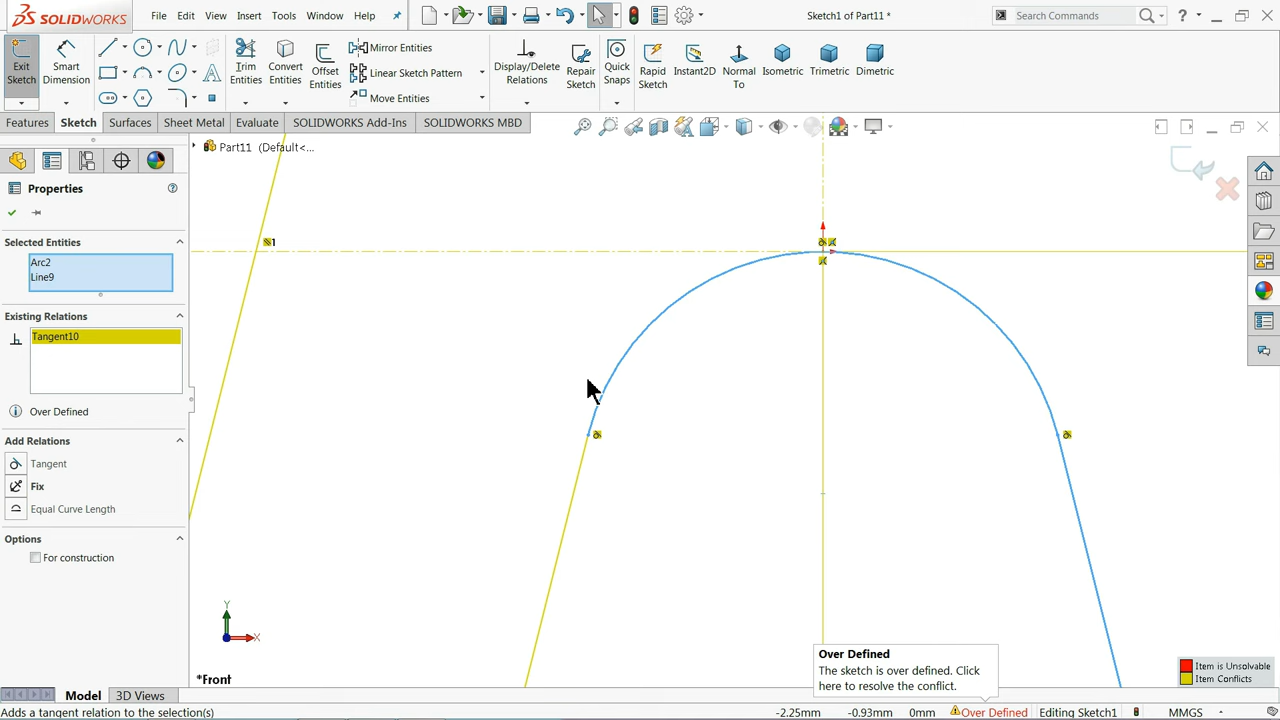 SOLIDWORKS
File Edit View Insert Tools Window Help
Sketch1 of Part11 *
Search Commands
?
Exit Sketch
Smart Dimension
Trim Entities
Convert Entities
Offset Entities
Mirror Entities
Linear Sketch Pattern
Move Entities
Display/Delete Relations
Repair Sketch
Quick Snaps
Rapid Sketch
Instant2D
Normal To
Isometric
Trimetric
Dimetric
Features Sketch Surfaces Sheet Metal Evaluate SOLIDWORKS Add-Ins SOLIDWORKS MBD
Part11 (Default<...
Properties
Selected Entities
Arc2
Line9
Existing Relations
Tangent10
Over Defined
Add Relations
Tangent
Fix
Equal Curve Length
Options
For construction
1
Y
X
*Front
Over Defined
The sketch is over defined. Click
here to resolve the conflict.
Item is Unsolvable
Item Conflicts
Model 3D Views
Adds a tangent relation to the selection(s)
-2.25mm -0.93mm 0mm Over Defined Editing Sketch1 MMGS